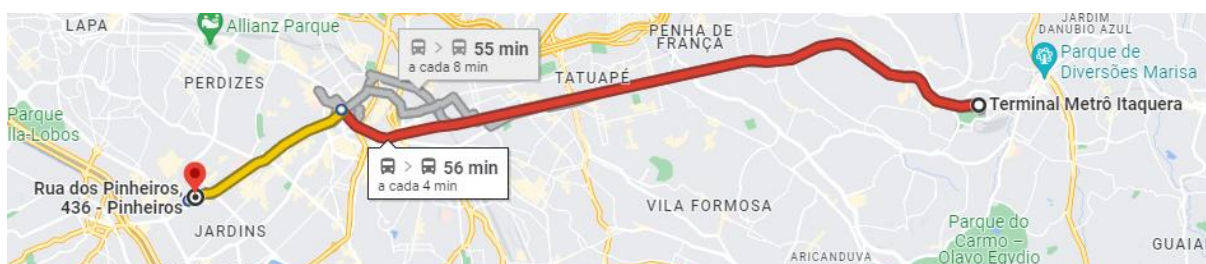 LAPA
Allianz Parque
PERDIZES
Parque
lla-Lobos
> 55 min
a cada 8 min
PENHA DE
FRANÇA
TATUAPÉ
JARDIM
DANUBIO AZUL
Parque de
Diversões Marisa
Terminal Metrô Itaquera
> 56 min
a cada 4 min
Rua dos Pinheiros,
436 - Pinheiros
JARDINS
VILA FORMOSA
ARICANDUVA
Parque do
Carmo –
Olavo Egydio
GUAIA